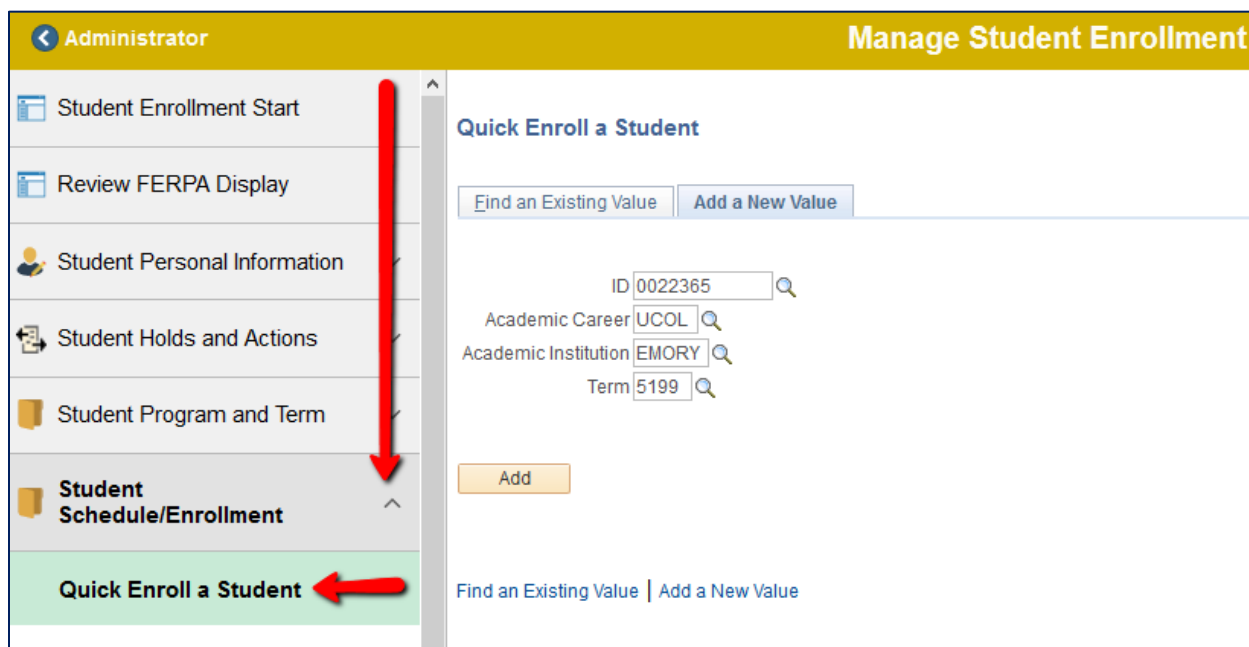 Administrator
Manage Student Enrollment
Student Enrollment Start
Review FERPA Display
Student Personal Information
Student Holds and Actions
Student Program and Term
Student
Schedule/Enrollment
Quick Enroll a Student
Quick Enroll a Student
Find an Existing Value
Add a New Value
ID 0022365
Academic Career UCOL
Academic Institution EMORY
Term 5199
Add
Find an Existing Value | Add a New Value